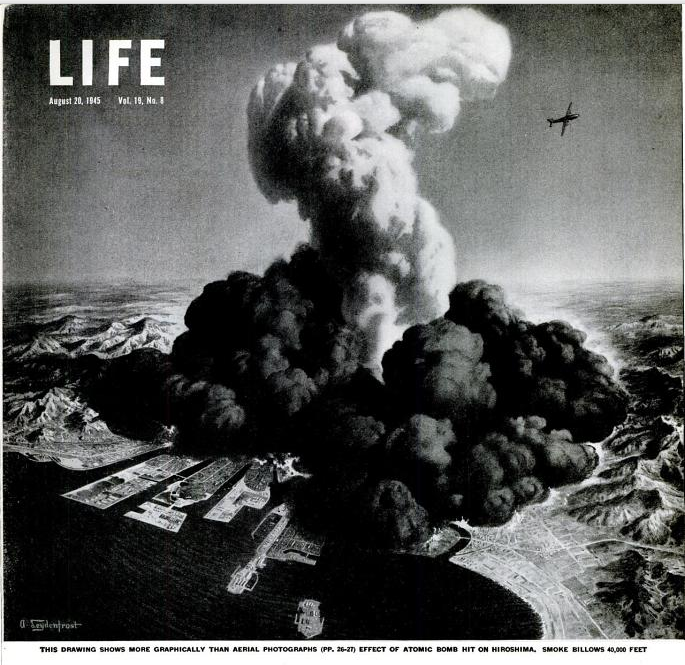 LIFE
August 20, 1945 Vol. 19, No. 8
A. Leydenfrost
THIS DRAWING SHOWS MORE GRAPHICALLY THAN AERIAL PHOTOGRAPHS (PP. 26-27) EFFECT OF ATOMIC BOMB HIT ON HIROSHIMA. SMOKE BILLOWS 40,000 FEET